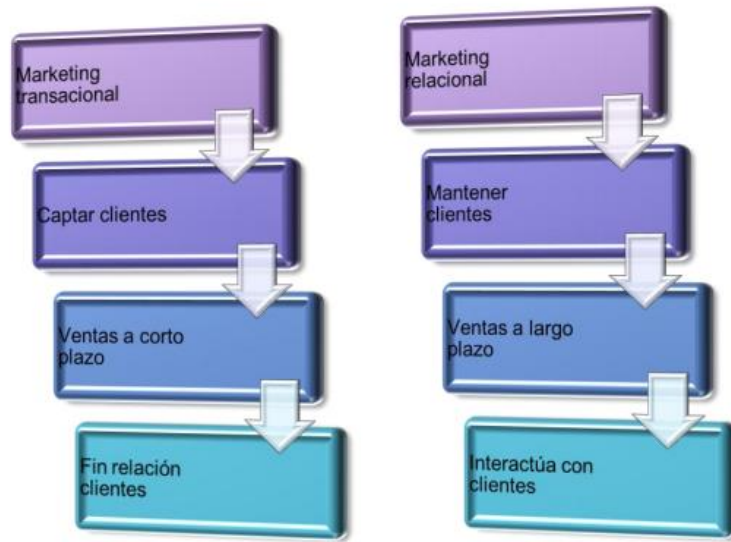 Marketing
transacional
Captar clientes
Ventas a corto
plazo
Fin relación
clientes
Marketing
relacional
Mantener
clientes
Ventas a largo
plazo
Interactúa con
clientes